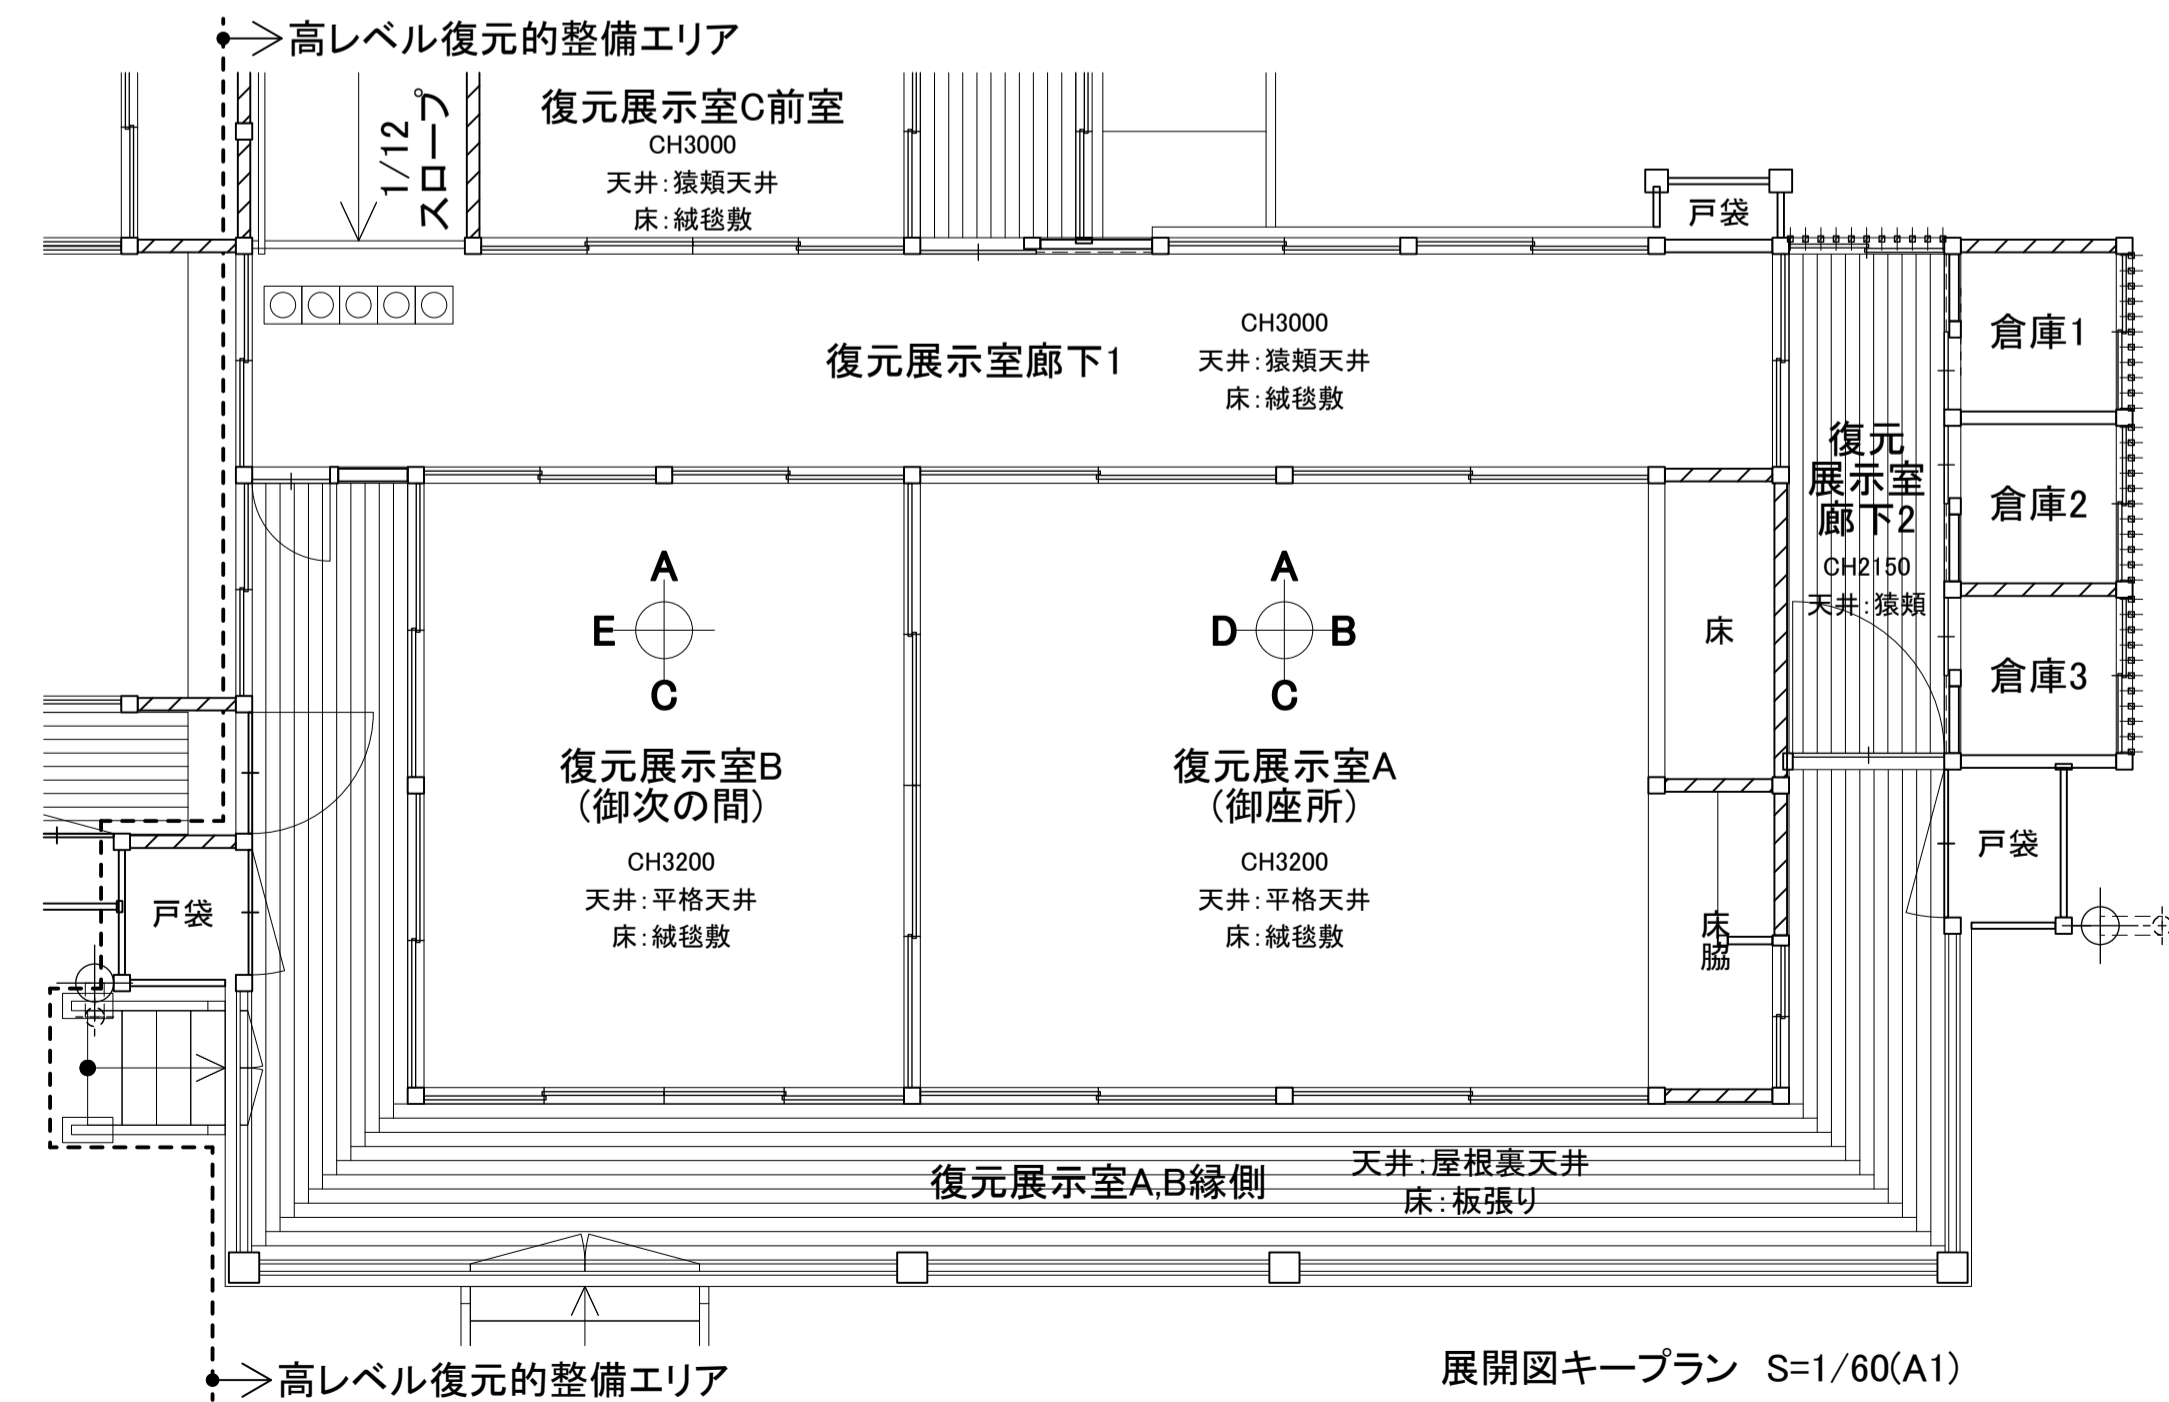 高レベル復元的整備エリア
1/12
スロープ
復元展示室C前室
CH3000
天井:猿頬天井
床:絨毯敷
戸袋
復元展示室廊下1
CH3000
天井:猿頬天井
床:絨毯敷
倉庫1
復元
展示室
廊下2
CH2150
天井:猿頬
倉庫2
倉庫3
A
E
C
A
D
B
C
床
復元展示室B
(御次の間)
CH3200
天井:平格天井
床:絨毯敷
復元展示室A
(御座所)
CH3200
天井:平格天井
床:絨毯敷
床
脇
戸袋
戸袋
復元展示室A,B縁側
天井:屋根裏天井
床:板張り
高レベル復元的整備エリア
展開図キープラン S=1/60(A1)